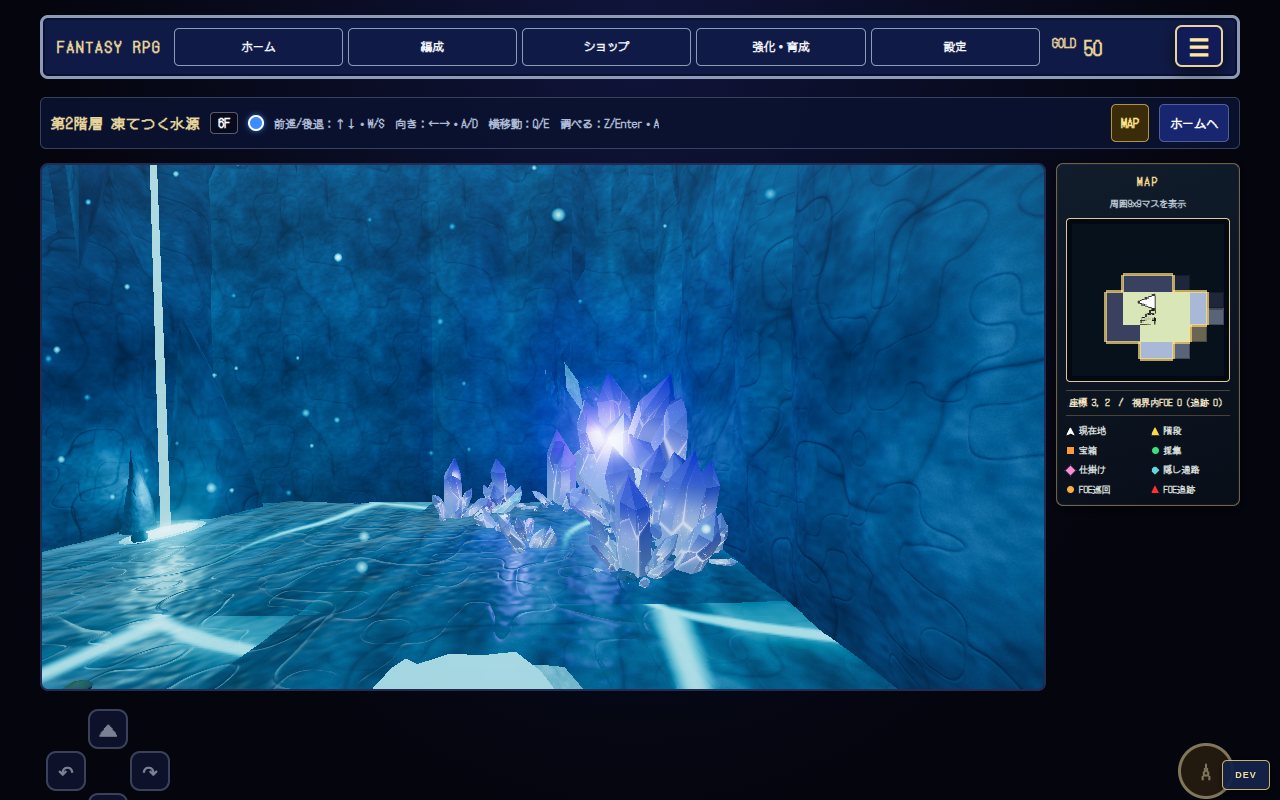 FANTASY RPG ホーム 編成 ショップ 強化・育成 設定 GOLD 50
第2階層 凍てつく水源 6F 前進/後退：↑↓・W/S 向き：←→・A/D 横移動：Q/E 調べる：Z/Enter・A MAP ホームへ
MAP
周囲9x9マスを表示
座標 3, 2 / 視界内FOE 0（追跡 0）
現在地 階段
宝箱 採集
仕掛け 隠し通路
FOE巡回 FOE追跡
A DEV